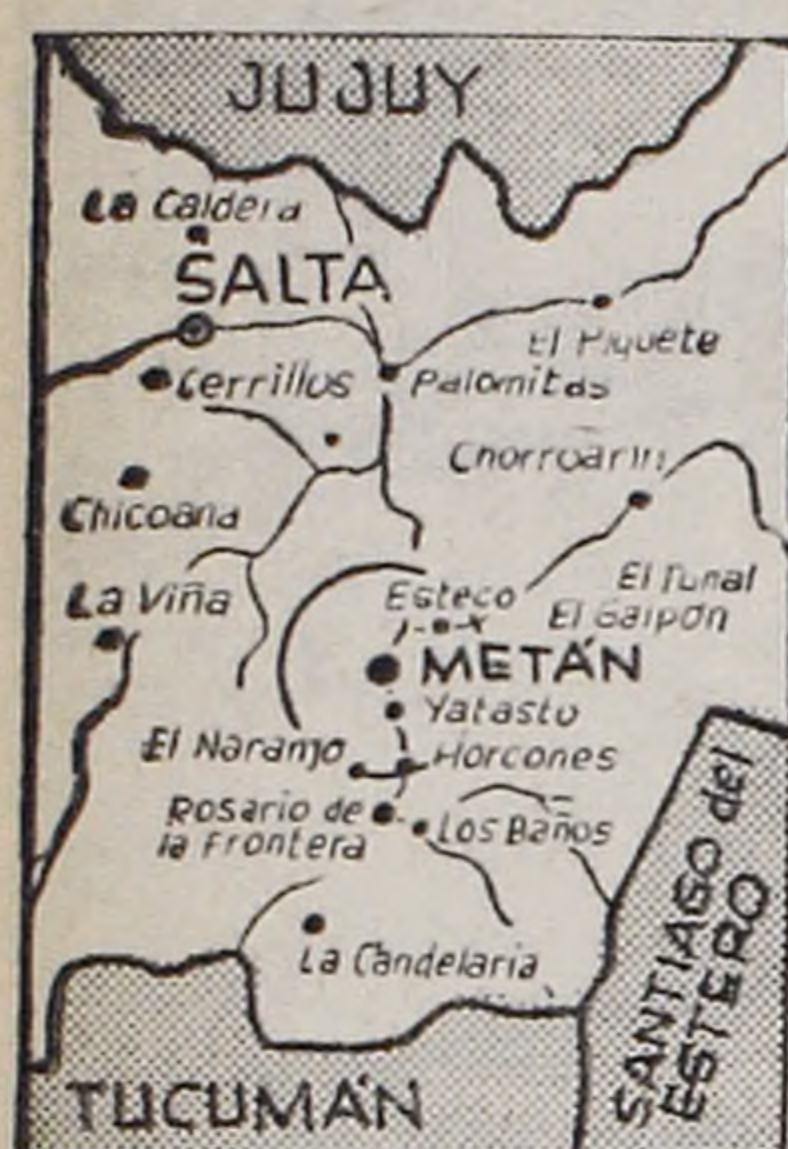 JUJUY
La Caldera
SALTA
El Piquete
Cerrillos
Palomitas
Chorroarin
Chicoana
El Tunal
La Viña
Esteco
El Galpón
METÁN
Yatasto
El Naranjo
Horcones
Rosario de
la Frontera
Los Baños
La Candelaria
SANTIAGO del
ESTERO
TUCUMÁN